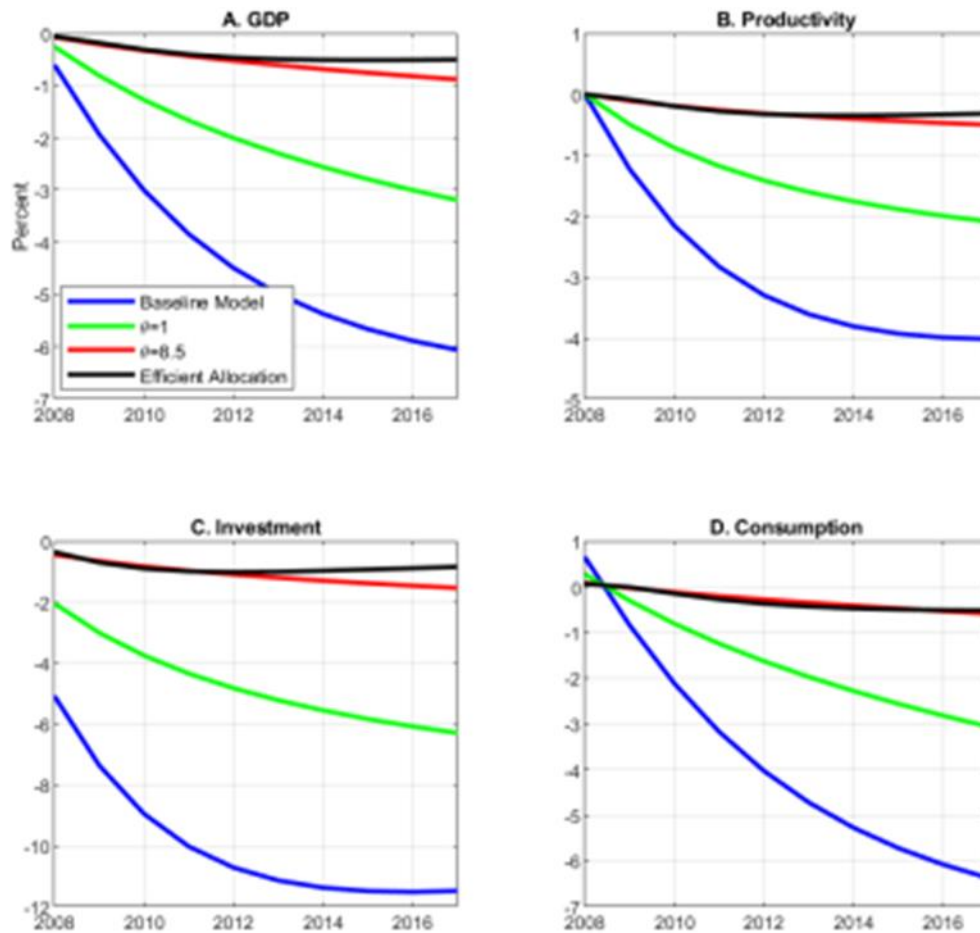 A. GDP
0
-1
-2
-3
-4
-5
-6
-7
Percent
Baseline Model
θ=1
θ=8.5
Efficient Allocation
2008 2010 2012 2014 2016
B. Productivity
1
0
-1
-2
-3
-4
-5
2008 2010 2012 2014 2016
C. Investment
0
-2
-4
-6
-8
-10
-12
2008 2010 2012 2014 2016
D. Consumption
1
0
-1
-2
-3
-4
-5
-6
-7
2008 2010 2012 2014 2016